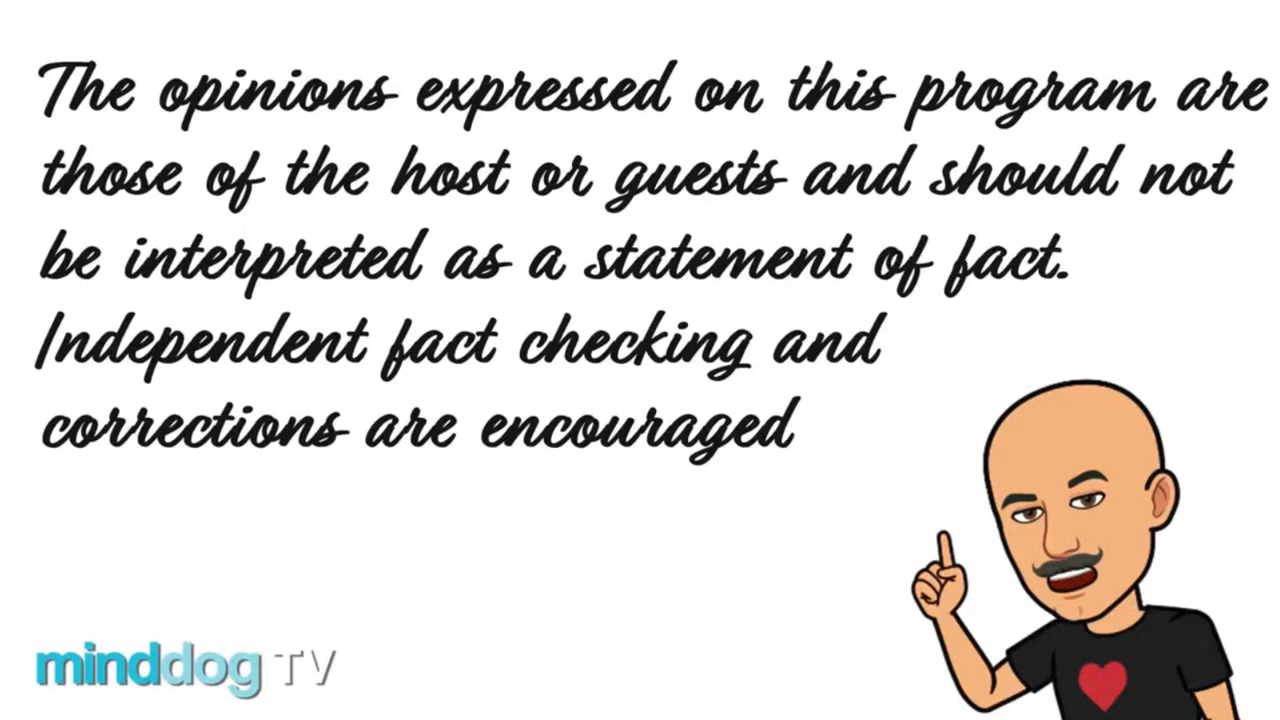 The opinions expressed on this program are
those of the host or guests and should not
be interpreted as a statement of fact.
Independent fact checking and
corrections are encouraged
minddog TV